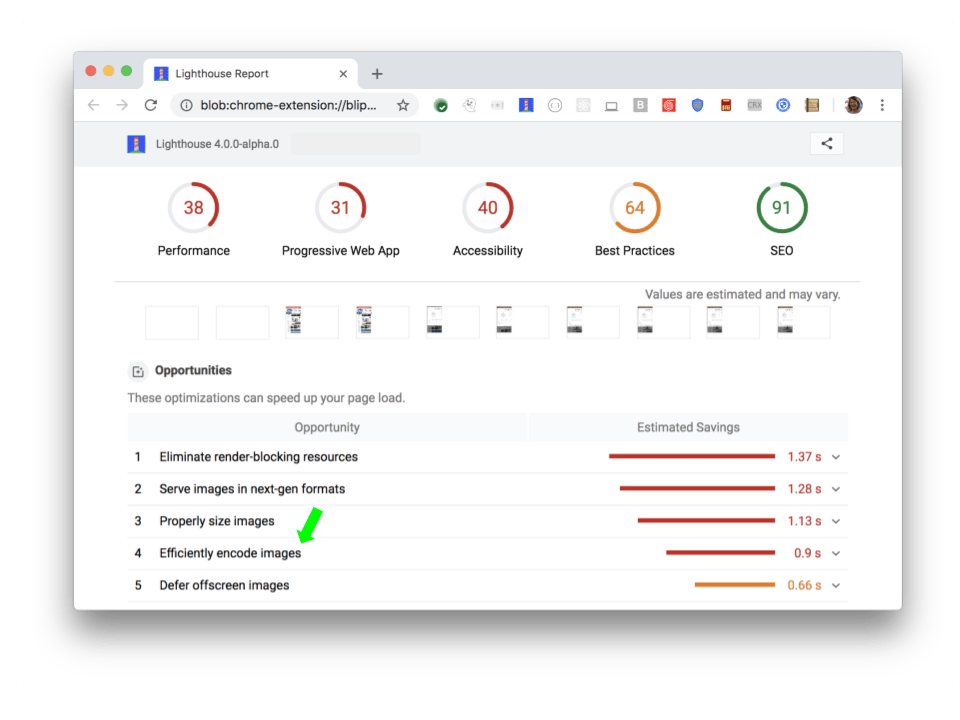 Lighthouse Report
blob:chrome-extension://blip...
Lighthouse 4.0.0-alpha.0
38 31 40 64 91
Performance Progressive Web App Accessibility Best Practices SEO
Values are estimated and may vary.
Opportunities
These optimizations can speed up your page load.
Opportunity Estimated Savings
1 Eliminate render-blocking resources 1.37 s
2 Serve images in next-gen formats 1.28 s
3 Properly size images 1.13 s
4 Efficiently encode images 0.9 s
5 Defer offscreen images 0.66 s